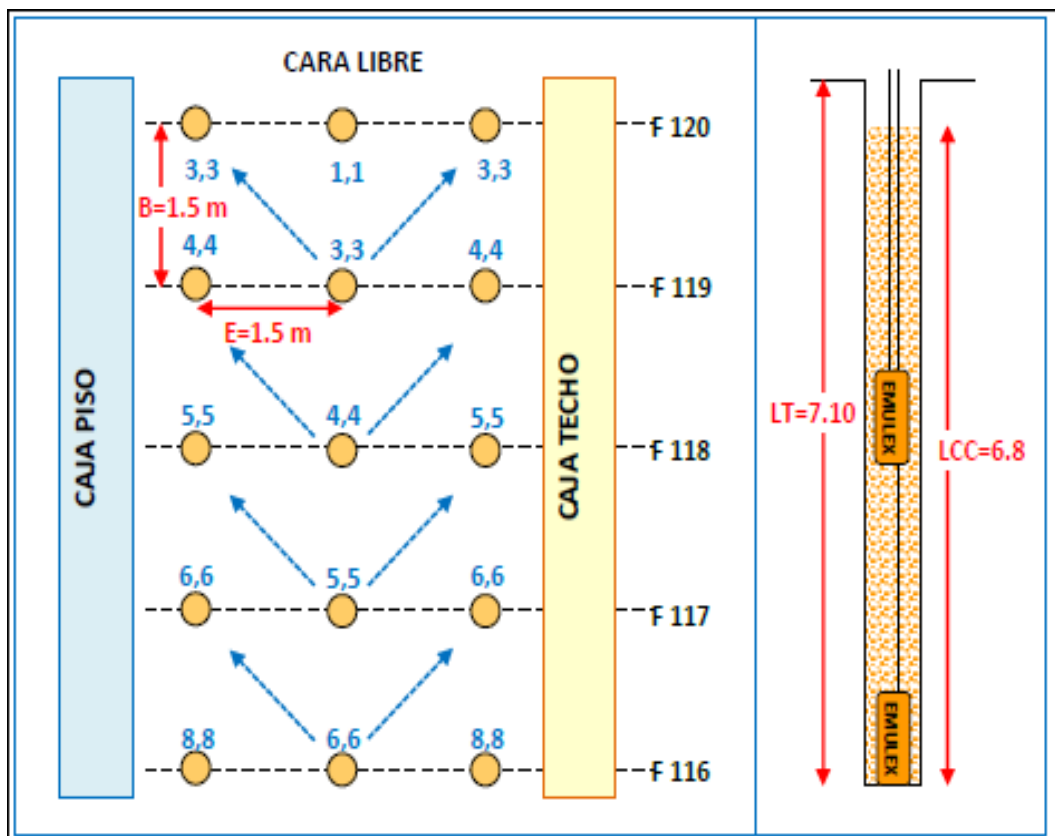 CARA LIBRE
F 120
3,3 1,1 3,3
B=1.5 m
4,4 3,3 4,4
F 119
E=1.5 m
CAJA PISO
CAJA TECHO
5,5 4,4 5,5
F 118
6,6 5,5 6,6
F 117
8,8 6,6 8,8
F 116
LT=7.10
EMULEX
LCC=6.8
EMULEX